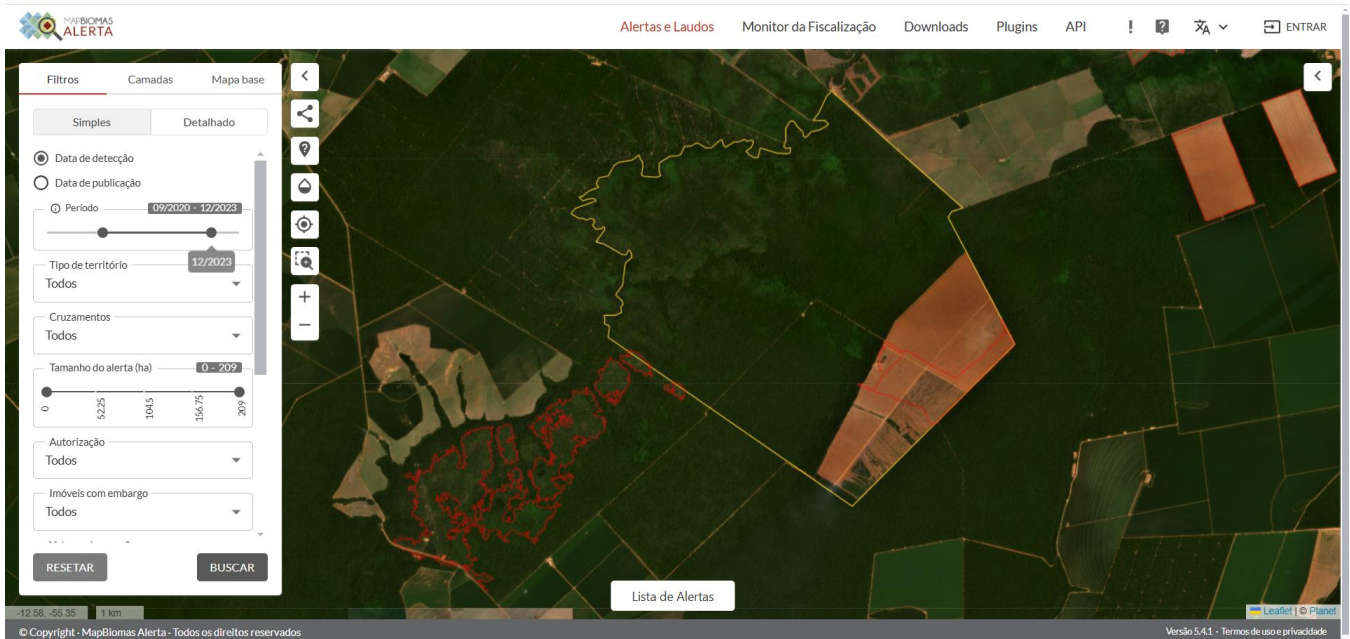 MAPBIOMAS
ALERTA
Alertas e Laudos
Monitor da Fiscalização
Downloads
Plugins
API
ENTRAR
Filtros
Camadas
Mapa base
Simples
Detalhado
Data de detecção
Data de publicação
Período
09/2020 - 12/2023
12/2023
Tipo de território
Todos
Cruzamentos
Todos
Tamanho do alerta (ha)
0 - 209
0
52.25
104.5
156.75
209
Autorização
Todos
Imóveis com embargo
Todos
RESETAR
BUSCAR
Lista de Alertas
-12.58, -55.35
1 km
Leaflet | © Planet
© Copyright - MapBiomas Alerta - Todos os direitos reservados
Versão 5.4.1 - Termos de uso e privacidade